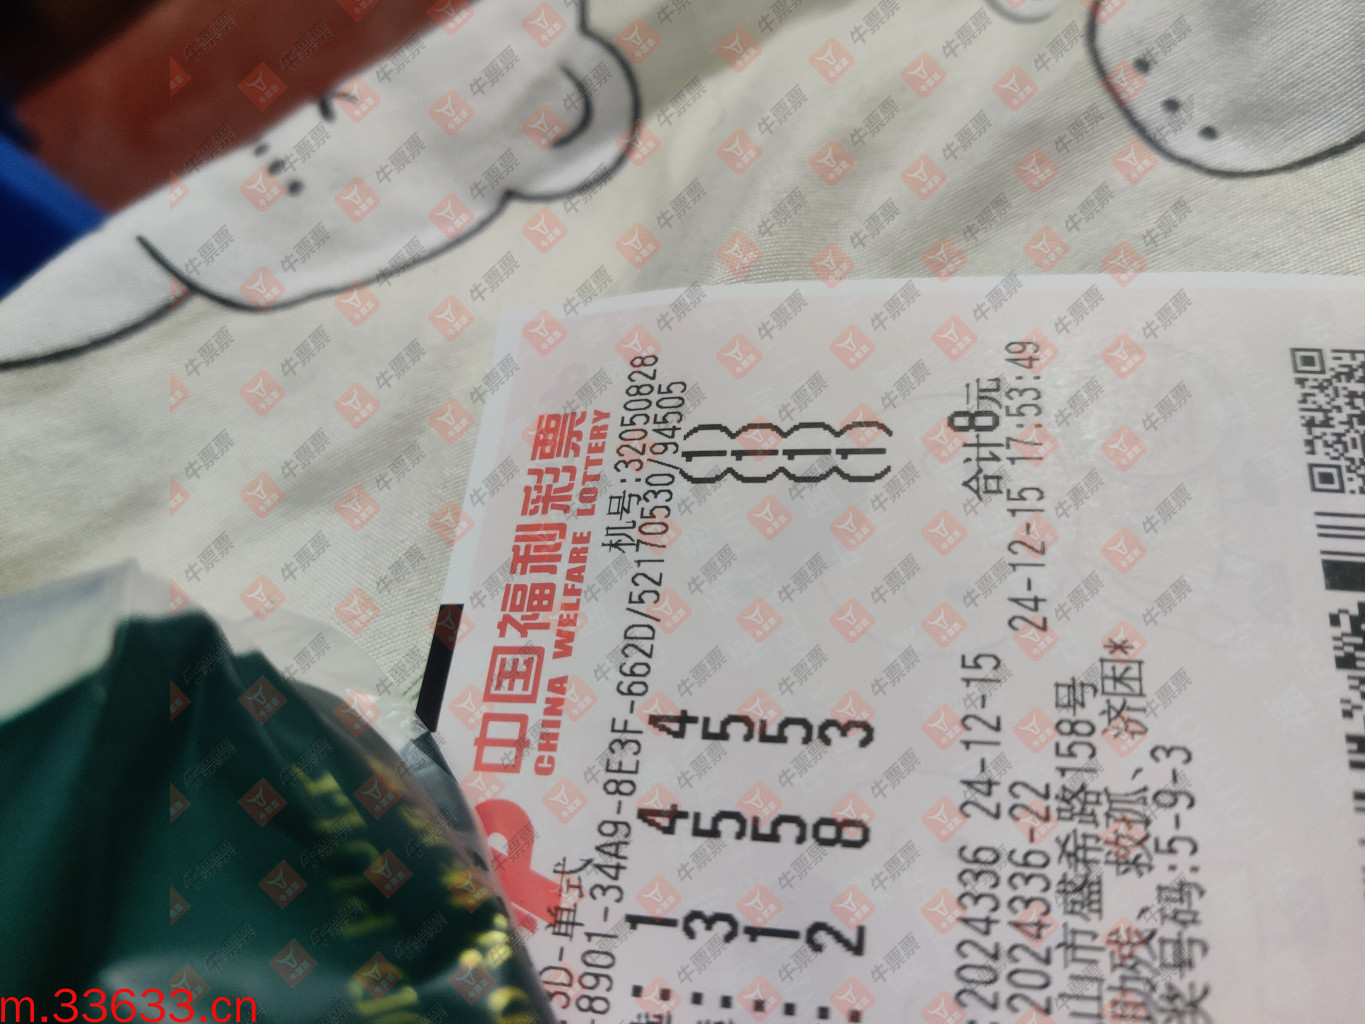 中国福利彩票
CHINA WELFARE LOTTERY
3D-单式 机号:32050828
-8901-34A9-8E3F-662D/52170530/94505
: 1 4 4 (1)
: 3 5 5 (1)
: 1 5 5 (1)
: 2 8 3 (1)
合计8元
:2024336 24-12-15 24-12-15 17:53:49
:2024336-22
山市盛希路158号
助残、救孤、济困*
奖号码:5-9-3
牛票票
m.33633.cn